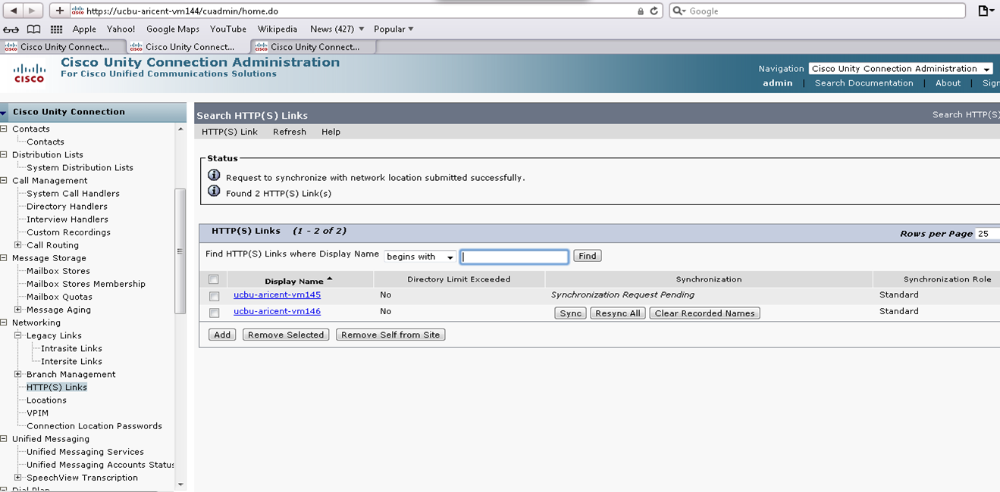 https://ucbu-aricent-vm144/cuadmin/home.do
Google
Apple Yahoo! Google Maps YouTube Wikipedia News (427) Popular
Cisco Unity Connect... Cisco Unity Connect... Cisco Unity Connect...
cisco
Cisco Unity Connection Administration
For Cisco Unified Communications Solutions
Navigation Cisco Unity Connection Administration
admin | Search Documentation | About | Sign
Cisco Unity Connection
Contacts
Contacts
Distribution Lists
System Distribution Lists
Call Management
System Call Handlers
Directory Handlers
Interview Handlers
Custom Recordings
Call Routing
Message Storage
Mailbox Stores
Mailbox Stores Membership
Mailbox Quotas
Message Aging
Networking
Legacy Links
Intrasite Links
Intersite Links
Branch Management
HTTP(S) Links
Locations
VPIM
Connection Location Passwords
Unified Messaging
Unified Messaging Services
Unified Messaging Accounts Status
SpeechView Transcription
Dial Plan
Search HTTP(S) Links Search HTTP(S)
HTTP(S) Link Refresh Help
Status
Request to synchronize with network location submitted successfully.
Found 2 HTTP(S) Link(s)
HTTP(S) Links (1 - 2 of 2) Rows per Page 25
Find HTTP(S) Links where Display Name begins with Find
Display Name Directory Limit Exceeded Synchronization Synchronization Role
ucbu-aricent-vm145 No Synchronization Request Pending Standard
ucbu-aricent-vm146 No Sync Resync All Clear Recorded Names Standard
Add Remove Selected Remove Self from Site